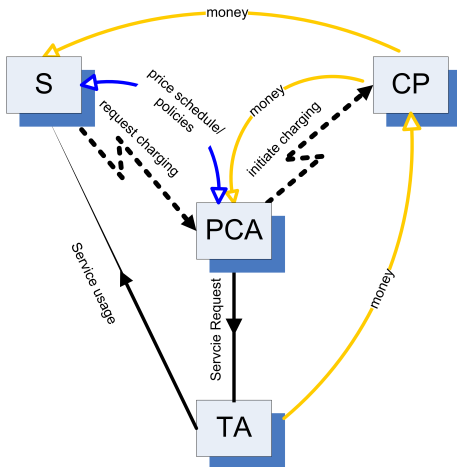 money
S
CP
price schedule/
policies
money
request charging
initiate charging
PCA
Service usage
Servcie Request
money
TA